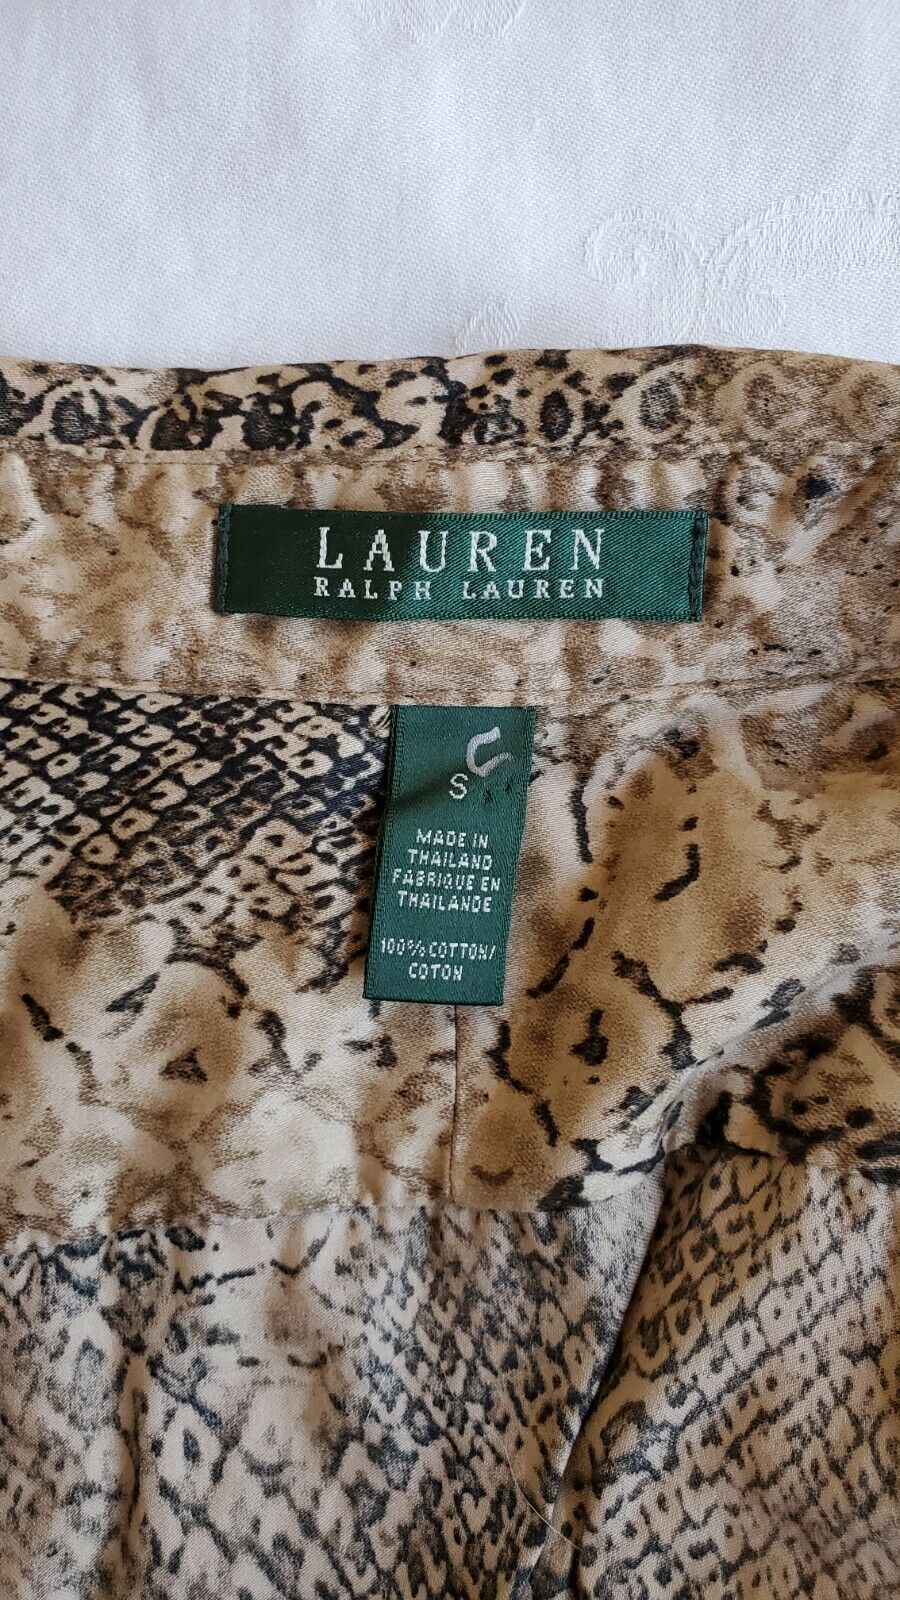 LAUREN
RALPH LAUREN
S
MADE IN
THAILAND
FABRIQUE EN
THAILANDE
100% COTTON/
COTON